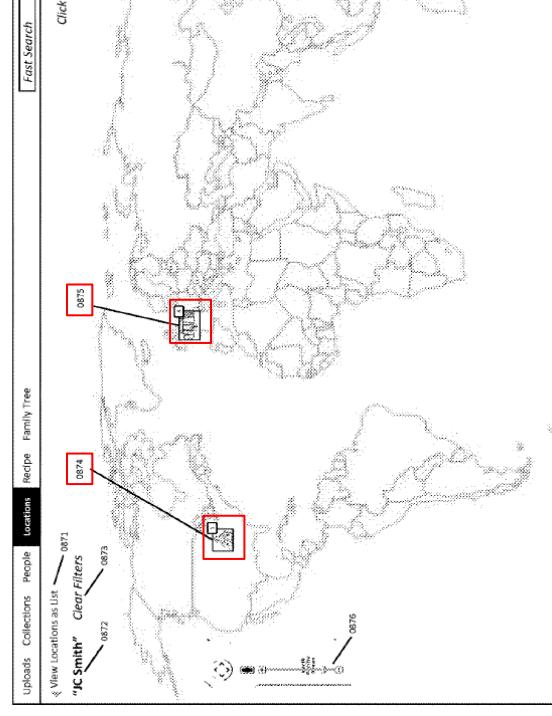 Uploads Collections People Locations Recipe Family Tree Fast Search
< View Locations as List 0871
"JC Smith" Clear Filters Click
0872 0873 0874 0875
0876